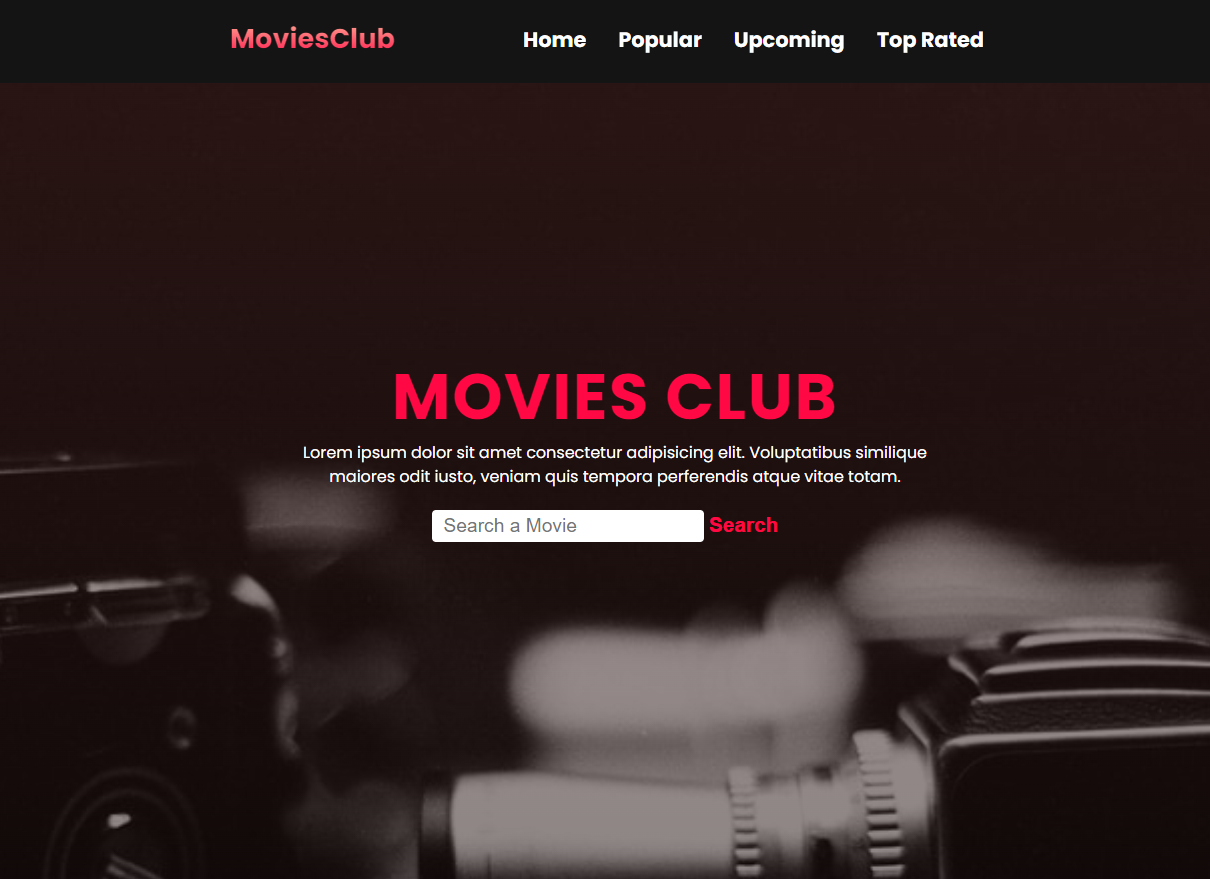 MoviesClub
Home Popular Upcoming Top Rated
MOVIES CLUB
Lorem ipsum dolor sit amet consectetur adipisicing elit. Voluptatibus similique
maiores odit iusto, veniam quis tempora perferendis atque vitae totam.
Search a Movie Search